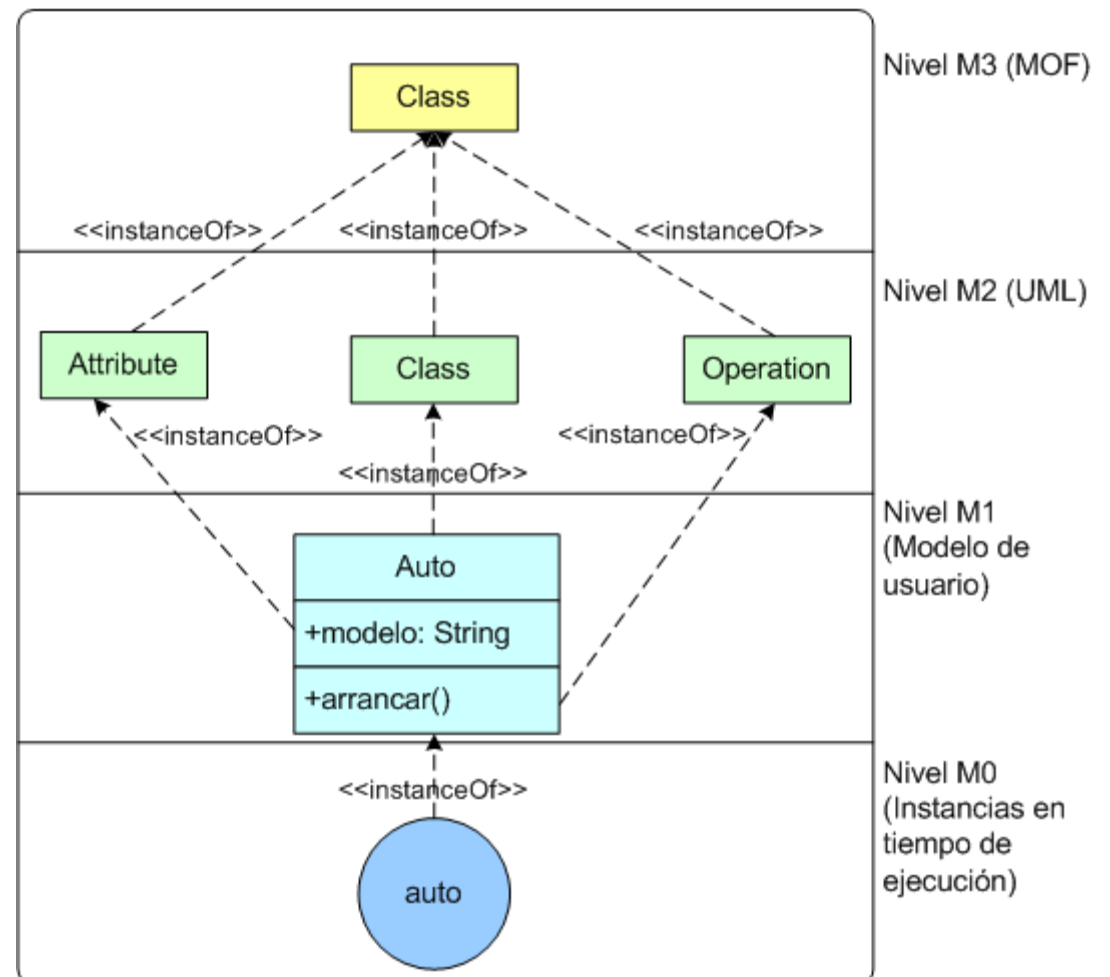 Nivel M3 (MOF)
Class
<<instanceOf>> <<instanceOf>> <<instanceOf>>
Nivel M2 (UML)
Attribute Class Operation
<<instanceOf>> <<instanceOf>>
<<instanceOf>>
Nivel M1
(Modelo de
usuario)
Auto
+modelo: String
+arrancar()
Nivel M0
(Instancias en
tiempo de
ejecución)
<<instanceOf>>
auto